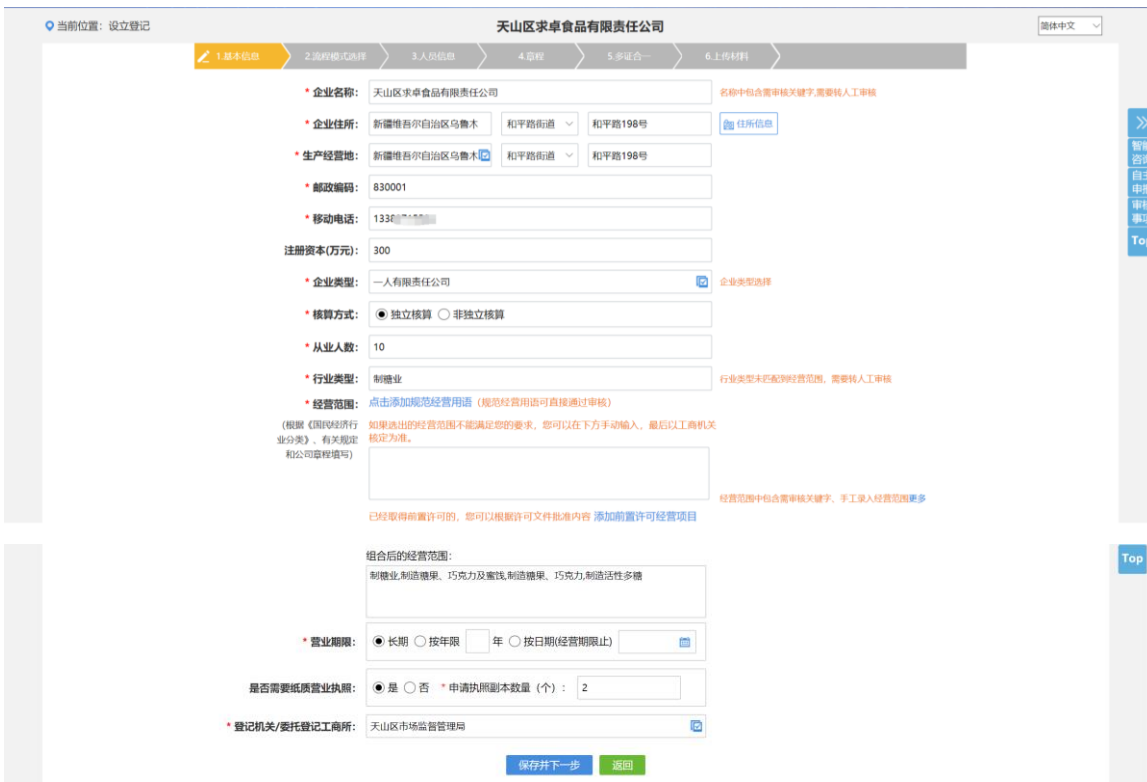 当前位置：设立登记
天山区求卓食品有限责任公司
简体中文
1.基本信息 2.流程模式选择 3.人员信息 4.章程 5.多证合一 6.上传材料
* 企业名称： 天山区求卓食品有限责任公司 名称中包含需审核关键字,需要转人工审核
* 企业住所： 新疆维吾尔自治区乌鲁木 和平路街道 和平路198号 住所信息
* 生产经营地： 新疆维吾尔自治区乌鲁木 和平路街道 和平路198号
* 邮政编码： 830001
* 移动电话： 1338
注册资本(万元)： 300
* 企业类型： 一人有限责任公司 企业类型选择
* 核算方式： 独立核算 非独立核算
* 从业人数： 10
* 行业类型： 制糖业 行业类型未匹配到经营范围，需要转人工审核
* 经营范围： 点击添加规范经营用语（规范经营用语可直接通过审核）
(根据《国民经济行 如果选出的经营范围不能满足您的要求，您可以在下方手动输入，最后以工商机关
业分类》、有关规定 核定为准。
和公司章程填写)
经营范围中包含需审核关键字、手工录入经营范围更多
已经取得前置许可的，您可以根据许可文件批准内容 添加前置许可经营项目
智能
咨询
自主
申报
审核
事项
Top
Top
组合后的经营范围：
制糖业,制造糖果、巧克力及蜜饯,制造糖果、巧克力,制造活性多糖
* 营业期限： 长期 按年限 年 按日期(经营期限止)
是否需要纸质营业执照： 是 否 * 申请执照副本数量（个）： 2
* 登记机关/委托登记工商所： 天山区市场监督管理局
保存并下一步 返回